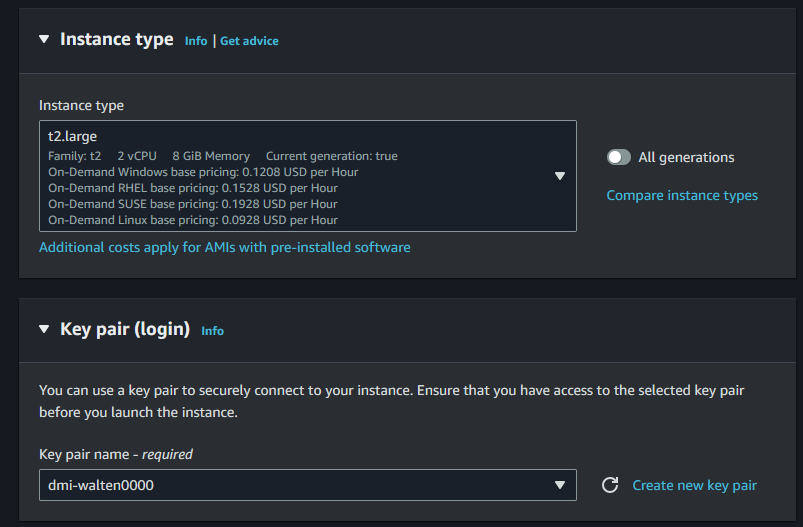 Instance type Info | Get advice
Instance type
t2.large
Family: t2 2 vCPU 8 GiB Memory Current generation: true
On-Demand Windows base pricing: 0.1208 USD per Hour
On-Demand RHEL base pricing: 0.1528 USD per Hour
On-Demand SUSE base pricing: 0.1928 USD per Hour
On-Demand Linux base pricing: 0.0928 USD per Hour
All generations
Compare instance types
Additional costs apply for AMIs with pre-installed software
Key pair (login) Info
You can use a key pair to securely connect to your instance. Ensure that you have access to the selected key pair
before you launch the instance.
Key pair name - required
dmi-walten0000
Create new key pair